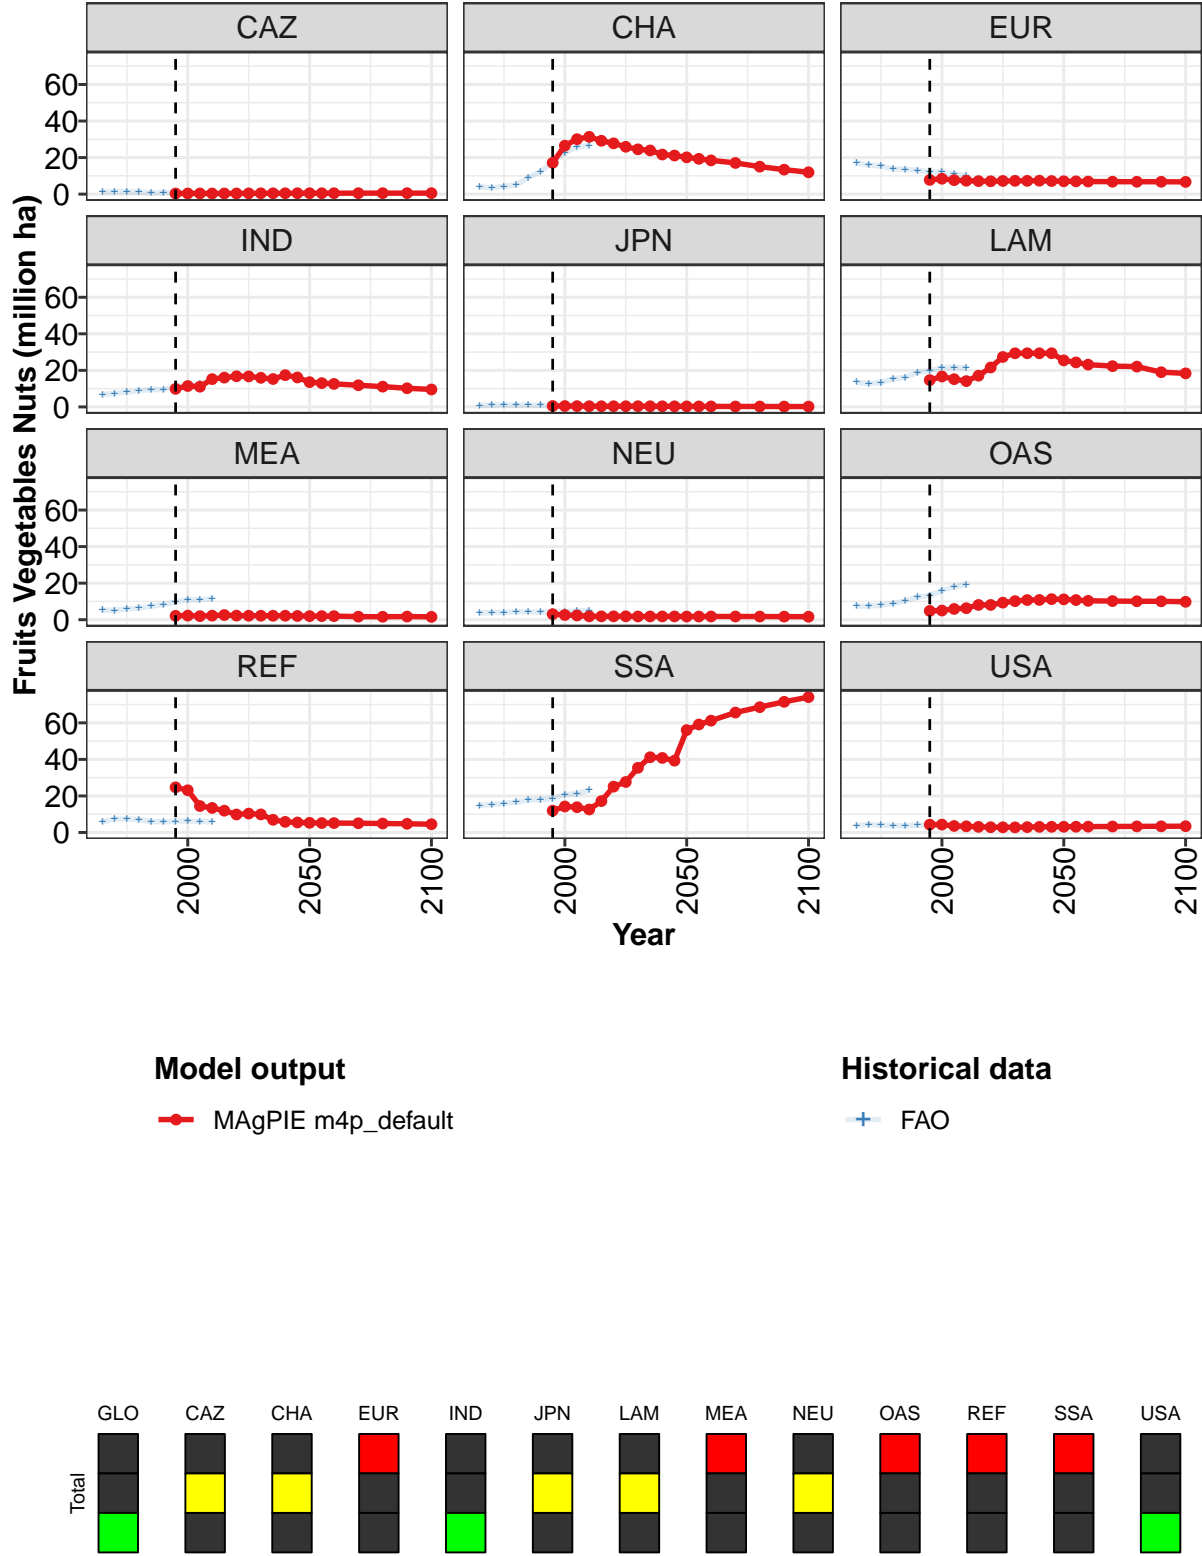 CAZ CHA EUR
60
40
20
0
IND JPN LAM
60
40
20
0
MEA NEU OAS
60
40
20
0
REF SSA USA
60
40
20
0
Fruits Vegetables Nuts (million ha)
2000 2050 2100 2000 2050 2100 2000 2050 2100
Year
Model output Historical data
MAgPIE m4p_default FAO
GLO CAZ CHA EUR IND JPN LAM MEA NEU OAS REF SSA USA
Total